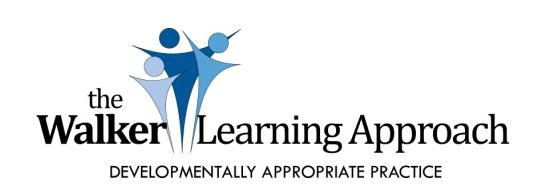 the
Walker Learning Approach
DEVELOPMENTALLY APPROPRIATE PRACTICE